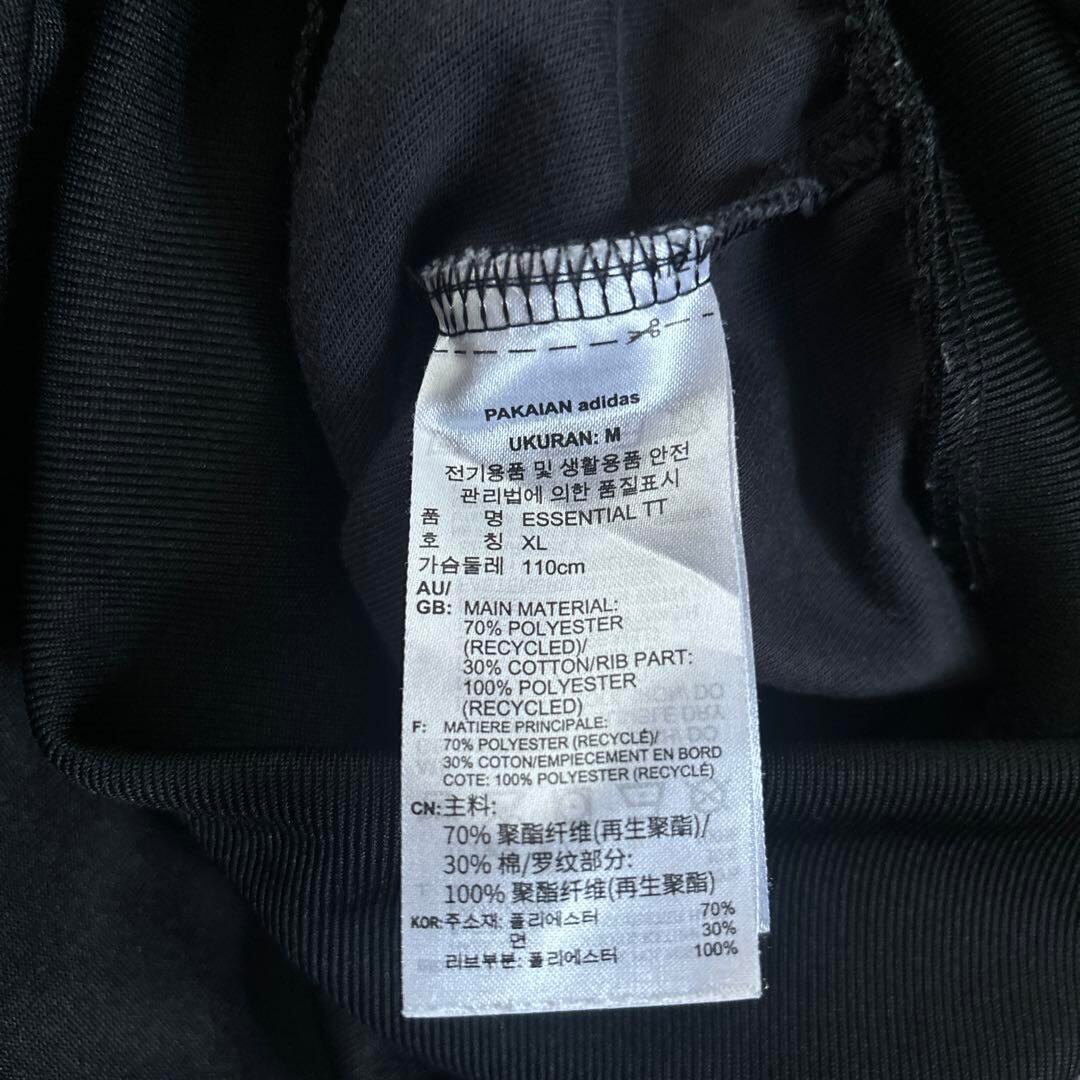 PAKAIAN adidas
UKURAN: M
전기용품 및 생활용품 안전
관리법에 의한 품질표시
품 명 ESSENTIAL TT
호 칭 XL
가슴둘레 110cm
AU/
GB: MAIN MATERIAL:
70% POLYESTER
(RECYCLED)/
30% COTTON/RIB PART:
100% POLYESTER
(RECYCLED)
F: MATIERE PRINCIPALE:
70% POLYESTER (RECYCLÉ)/
30% COTON/EMPIECEMENT EN BORD
COTE: 100% POLYESTER (RECYCLÉ)
CN: 主料:
70% 聚酯纤维(再生聚酯)/
30% 棉/罗纹部分:
100% 聚酯纤维(再生聚酯)
KOR: 주소재: 폴리에스터 70%
면 30%
리브부분: 폴리에스터 100%